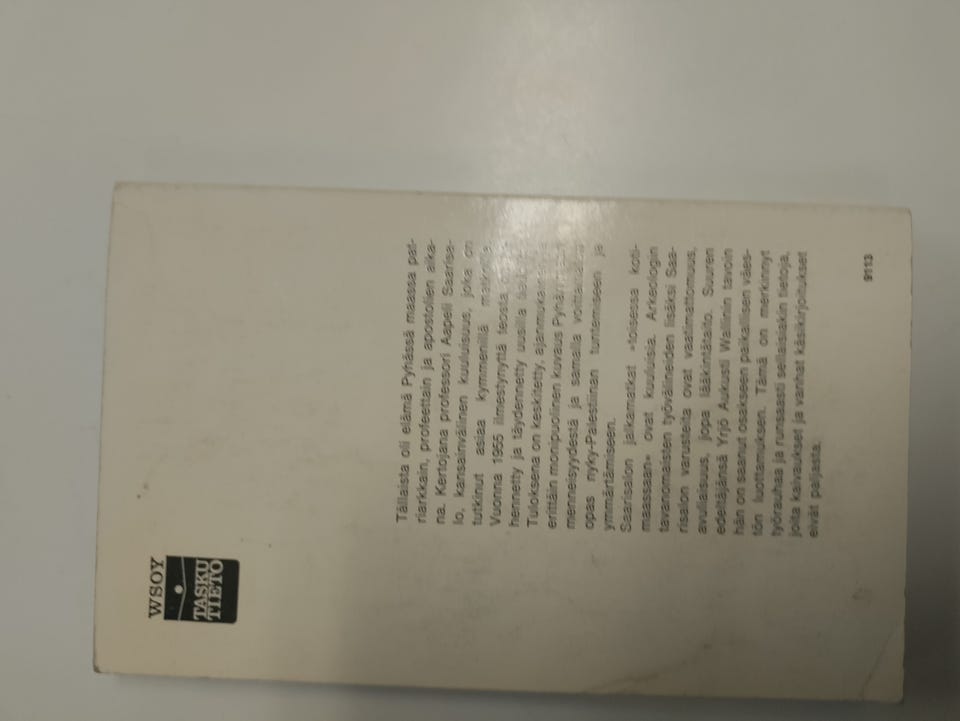 WSOY
TASKU
TIETO
Tällaista oli elämä Pyhässä maassa pat-
riarkkain, profeettain ja apostolien aika-
na. Kertojana professori Aapeli Saarisa-
lo, kansainvälinen kuuluisuus, joka on
tutkinut asiaa kymmenillä matkoilla.
Vuonna 1955 ilmestynyttä teosta on
hennetty ja täydennetty uusilla
Tuloksena on keskitetty, ajanmukainen
erittäin monipuolinen kuvaus Pyhän maan
menneisyydestä ja samalla
opas nyky-Palestiinan tuntemiseen ja
ymmärtämiseen.
Saarisalon jalkamatkat »toisessa koti-
maassaan» ovat kuuluisia. Arkeologin
tavanomaisten työvälineiden lisäksi Saa-
risalon varusteita ovat vaatimattomuus,
avuliaisuus, jopa lääkintätaito. Suuren
edeltäjänsä Yrjö Aukusti Wallinin tavoin
hän on saanut osakseen paikallisen väes-
tön luottamuksen. Tämä on merkinnyt
työrauhaa ja runsaasti sellaisiakin tietoja,
joita kaivaukset ja vanhat käsikirjoitukset
eivät paljasta.
9113